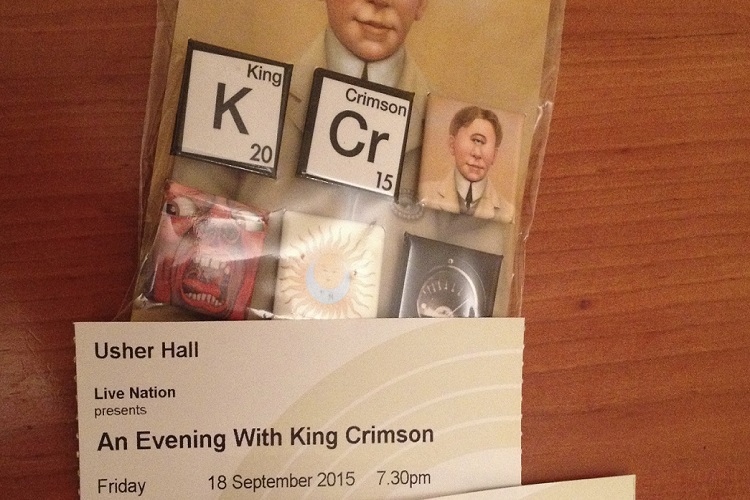 King
K
20
Crimson
Cr
15
Usher Hall
Live Nation
presents
An Evening With King Crimson
Friday 18 September 2015 7.30pm